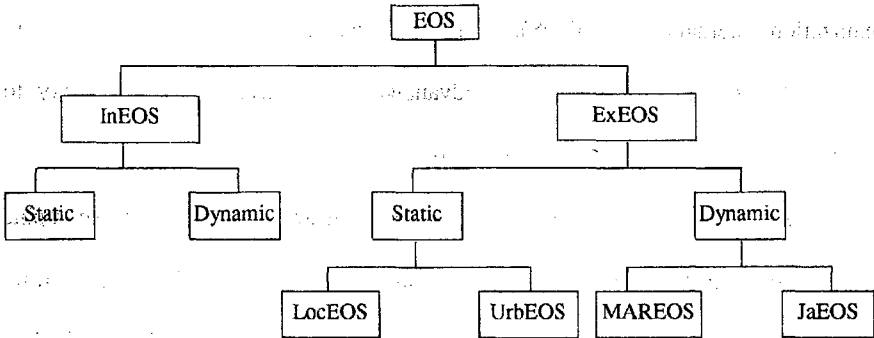 EOS
InEOS
ExEOS
Static
Dynamic
Static
Dynamic
LocEOS
UrbEOS
MAREOS
JaEOS